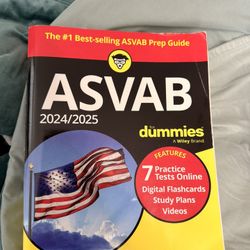 The #1 Best-selling ASVAB Prep Guide
ASVAB
2024/2025
dummies
A Wiley Brand
FEATURES
7 Practice
Tests Online
Digital Flashcards
Study Plans
Videos